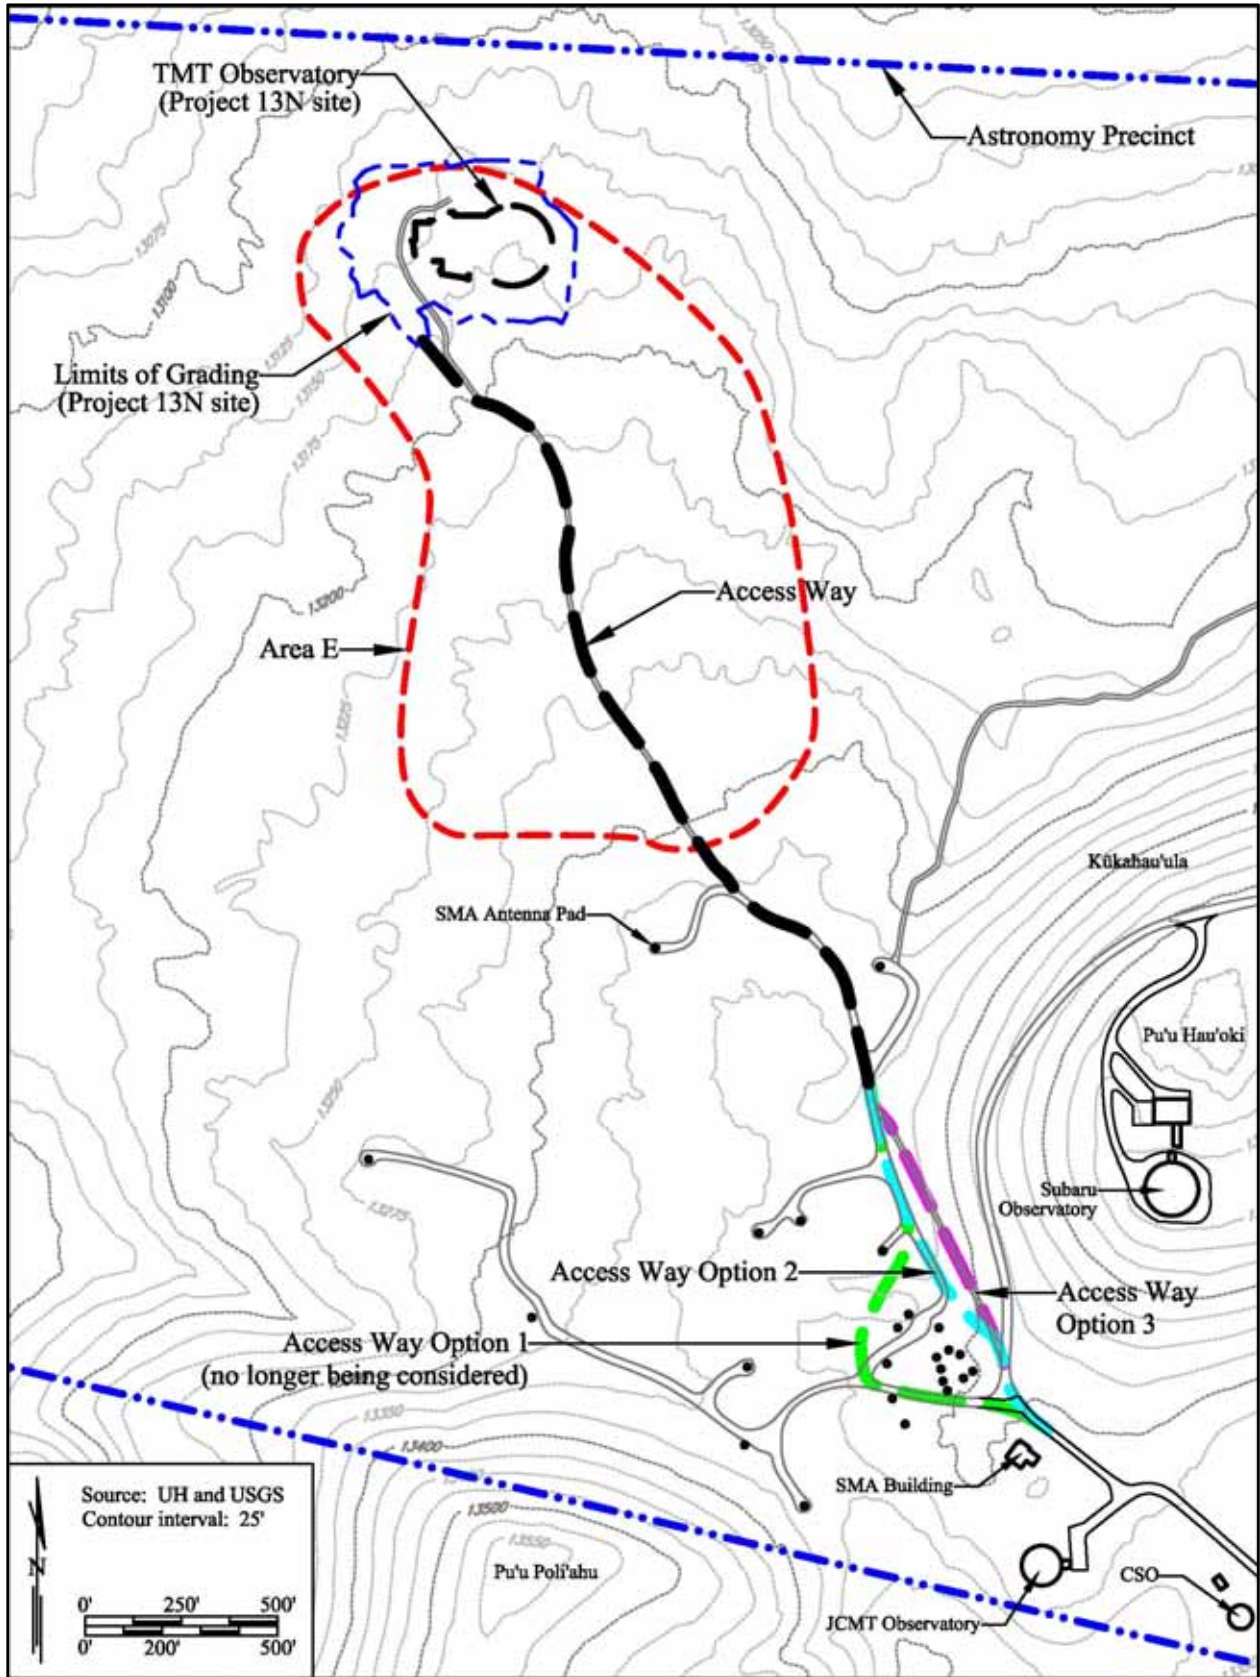 TMT Observatory
(Project 13N site)
Astronomy Precinct
13050
13075
13100
13125
13150
13175
Limits of Grading
(Project 13N site)
13200
Access Way
Area E
13225
Kūkahau'ula
SMA Antenna Pad
Pu'u Hau'oki
13250
13275
Subaru
Observatory
Access Way Option 2
Access Way
Option 3
Access Way Option 1
(no longer being considered)
13350
13400
SMA Building
Source: UH and USGS
Contour interval: 25'
13500
13550
Pu'u Poli'ahu
N
CSO
JCMT Observatory
0' 250' 500'
0' 200' 500'